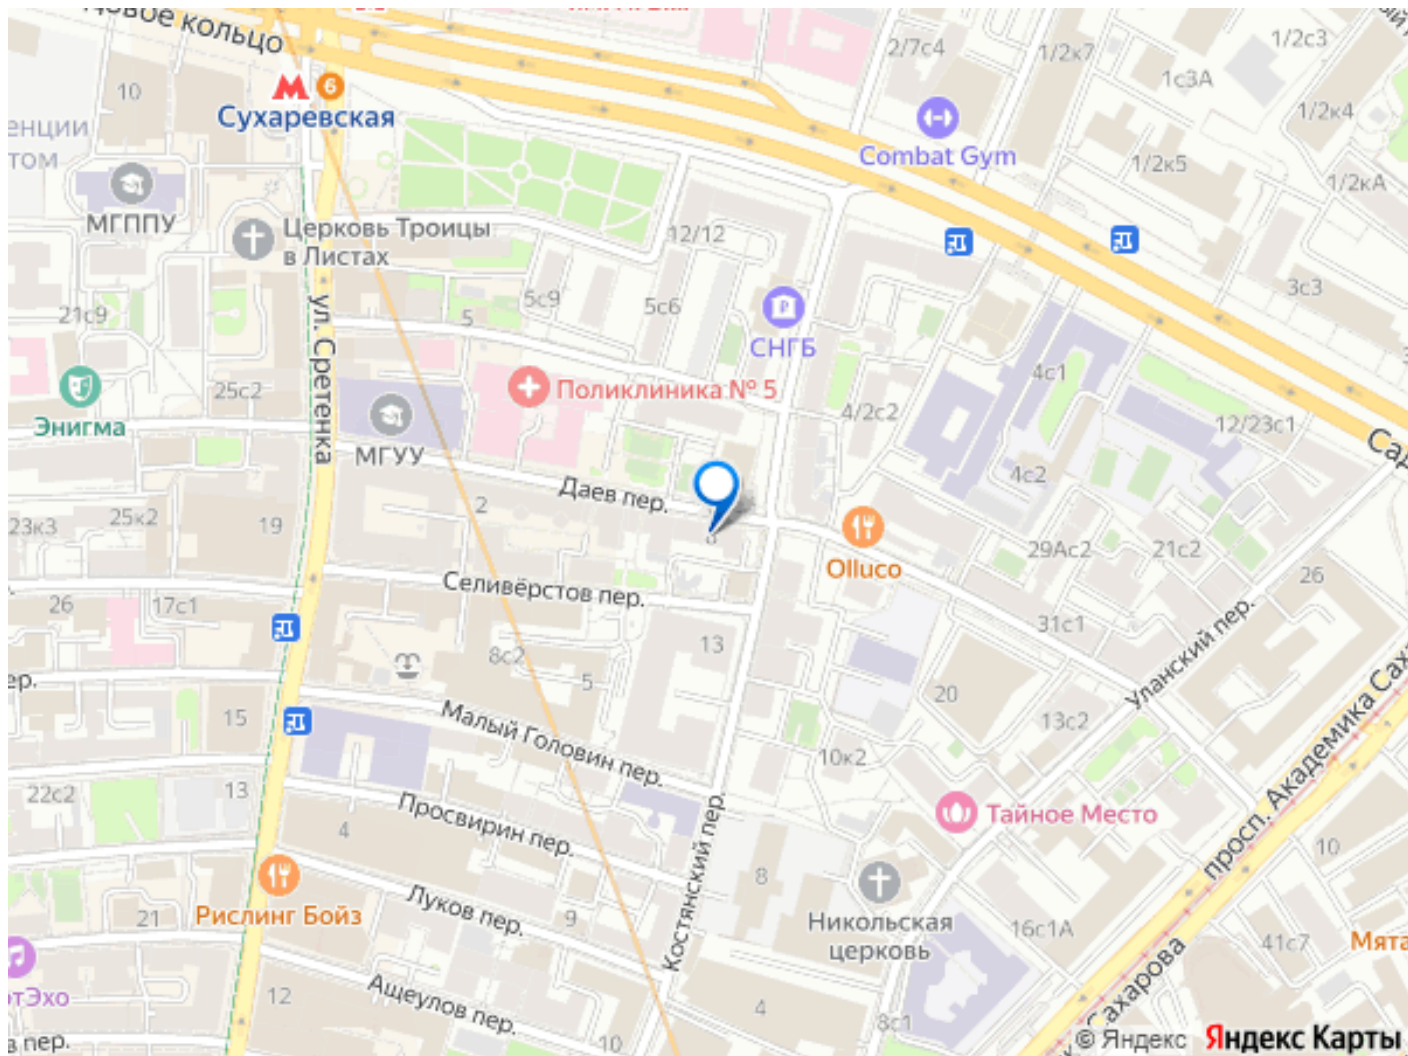 кольцо
2/7с4
1/2к7
1/2с3
1с3А
10
6
Сухаревская
1/2к4
Combat Gym
1/2к5
1/2кА
МГППУ
Церковь Троицы
в Листах
12/12
ул. Сретенка
21с9
5с9
5с6
3с3
5
СНГБ
Поликлиника № 5
25с2
4с1
Энигма
4/2с2
12/23с1
МГУУ
4с2
Даев пер.
2
23к3
25к2
19
Olluco
29Ас2
21с2
Селивёрстов пер.
26
26
17с1
31с1
13
8с2
5
Уланский пер.
20
15
Малый Головин пер.
13с2
10к2
22с2
13
Просвирин пер.
4
Тайное Место
просп. Академика
10
8
Костянский пер.
Рислинг Бойз
Луков пер.
9
21
Никольская
церковь
16с1А
41с7
Мята
12
Ащеулов пер.
10
4
8с1
Сахарова
в пер.
© Яндекс Яндекс Карты